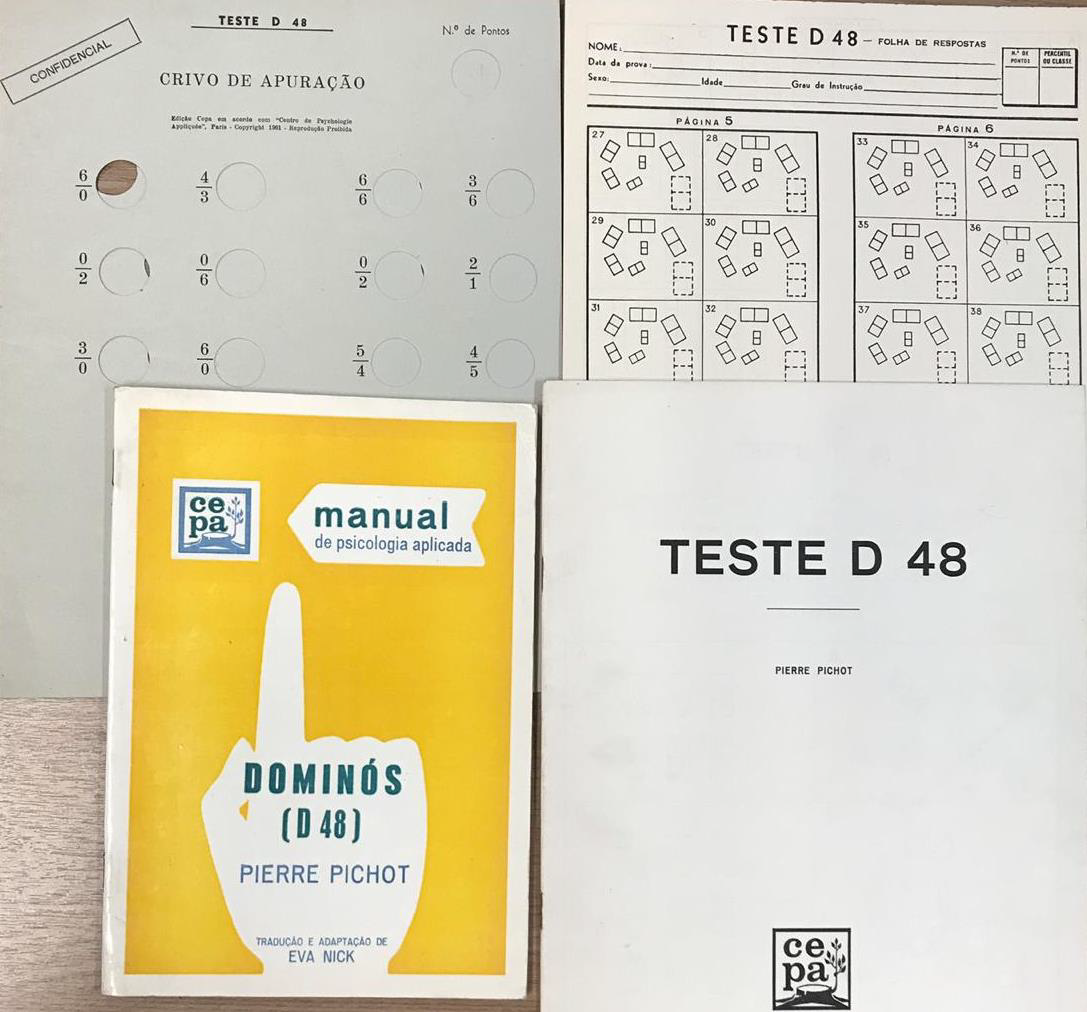 TESTE D 48
N.º de Pontos
CONFIDENCIAL
CRIVO DE APURAÇÃO
Edição Cepa em acordo com "Centre de Psychologie
Appliquée", Paris - Copyright 1961 - Reprodução Proibida
6 4 6 3
0 3 6 6
0 0 0 2
2 6 2 1
3 6 5 4
0 0 4 5
TESTE D 48 — FOLHA DE RESPOSTAS
NOME:
Data da prova:
Sexo: Idade Grau de Instrução
N.º DE PONTOS
PERCENTIL OU CLASSE
PÁGINA 5
27 28
29 30
31 32
PÁGINA 6
33 34
35 36
37 38
ce
pa
manual
de psicologia aplicada
DOMINÓS
(D 48)
PIERRE PICHOT
TRADUÇÃO E ADAPTAÇÃO DE
EVA NICK
TESTE D 48
PIERRE PICHOT
ce
pa